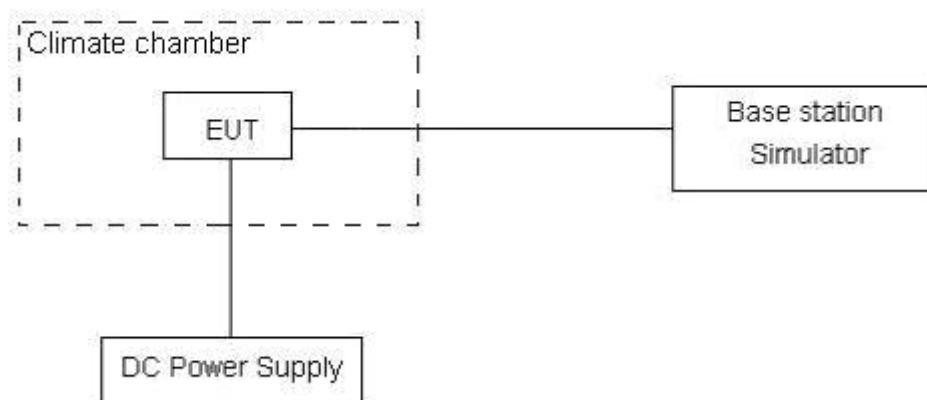 Climate chamber
EUT
Base station
Simulator
DC Power Supply